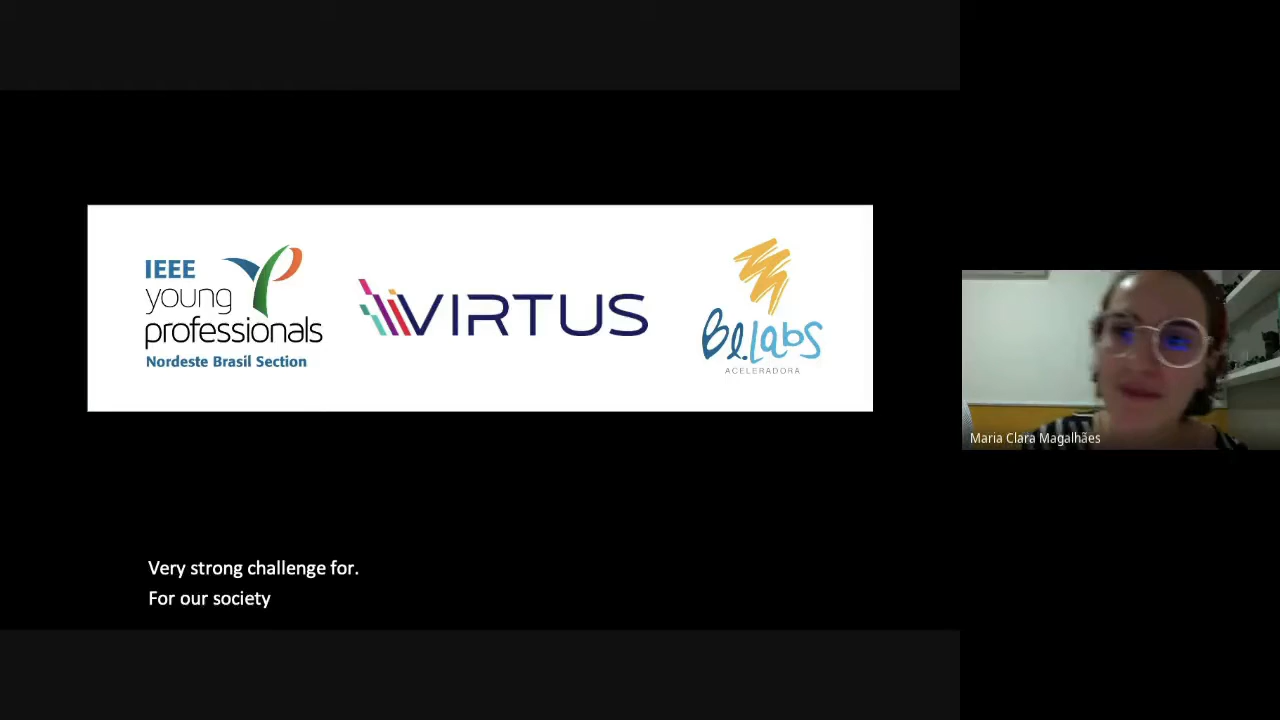 IEEE
young
professionals
Nordeste Brasil Section
VIRTUS
Be.Labs
ACELERADORA
Maria Clara Magalhães
Very strong challenge for.
For our society